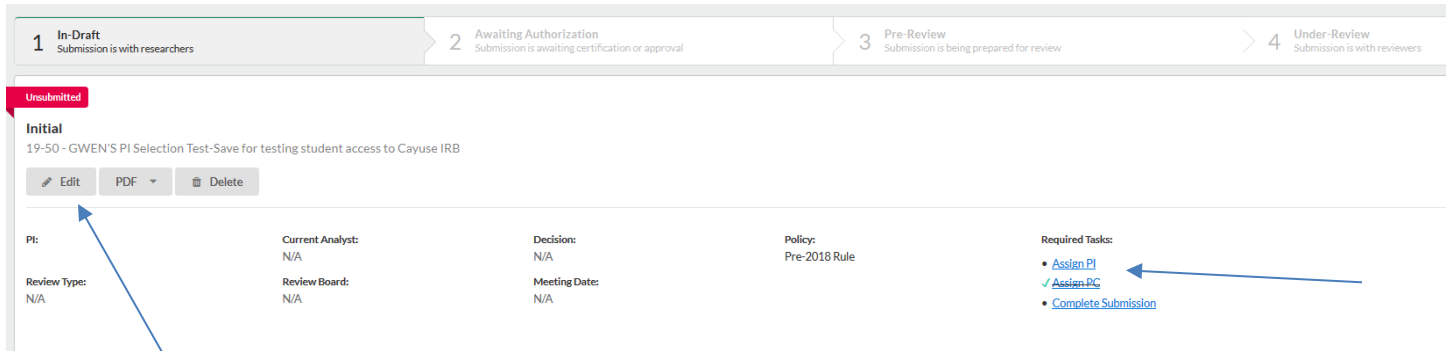 1 In-Draft
Submission is with researchers
2 Awaiting Authorization
Submission is awaiting certification or approval
3 Pre-Review
Submission is being prepared for review
4 Under-Review
Submission is with reviewers
Unsubmitted
Initial
19-50 - GWEN'S PI Selection Test-Save for testing student access to Cayuse IRB
Edit PDF Delete
PI: Current Analyst: Decision: Policy: Required Tasks:
N/A N/A Pre-2018 Rule
• Assign PI
Review Type: Review Board: Meeting Date: ✓ Assign PC
N/A N/A N/A
• Complete Submission